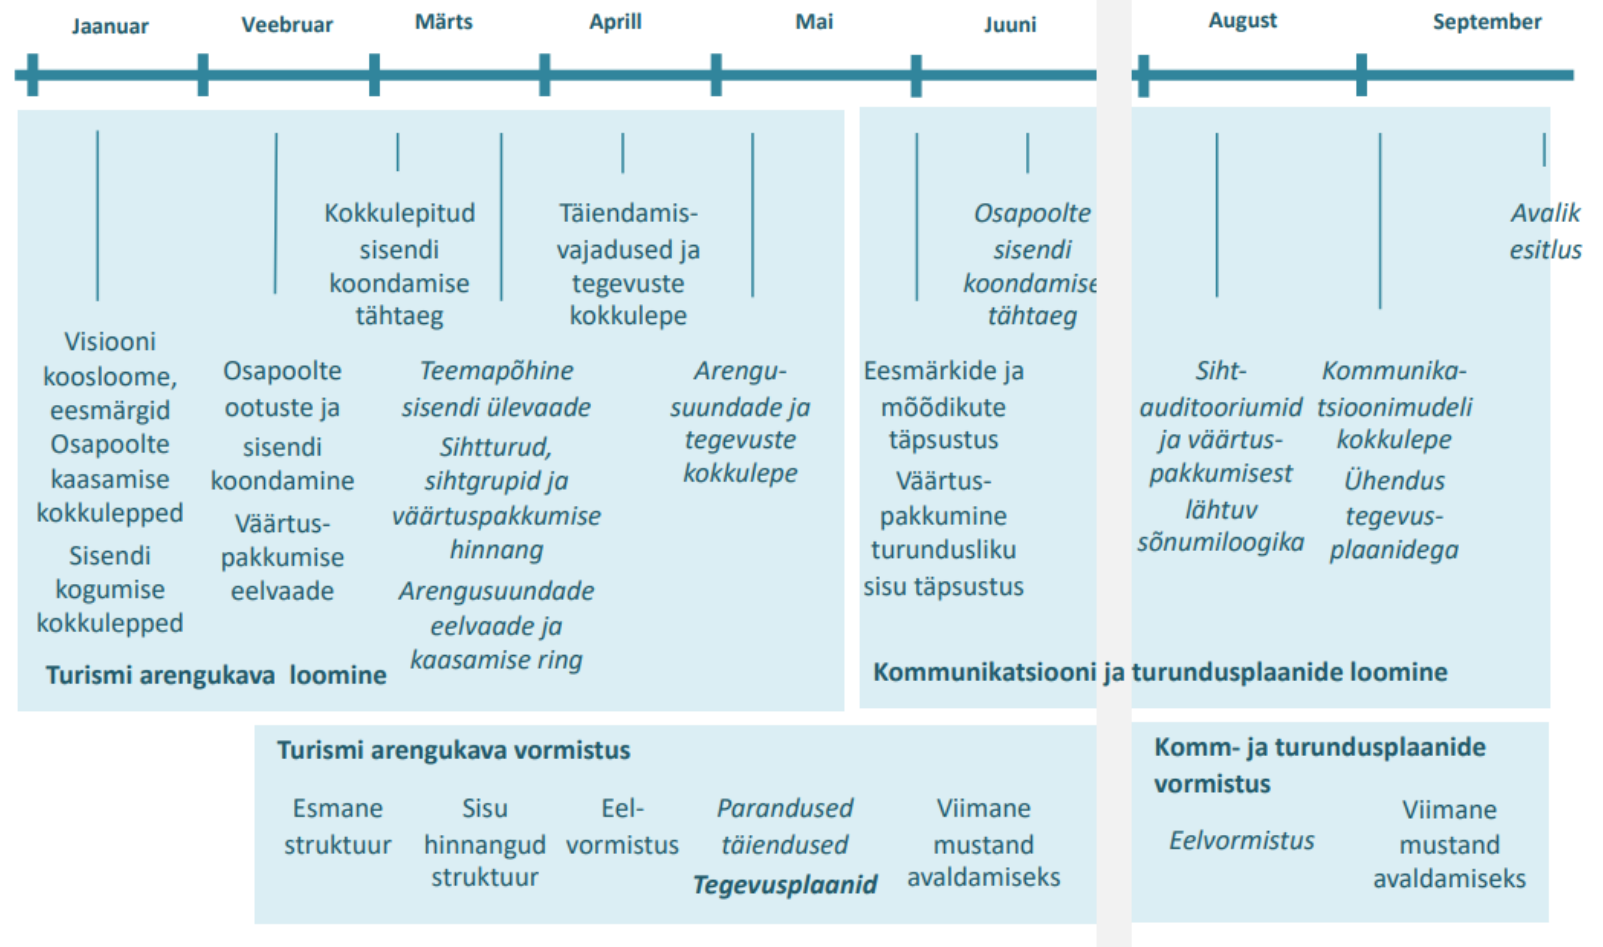 Jaanuar
Veebruar
Märts
Aprill
Mai
Juuni
August
September
Visiooni
koosloome,
eesmärgid
Osapoolte
kaasamise
kokkulepped
Sisendi
kogumise
kokkulepped
Osapoolte
ootuste ja
sisendi
koondamine
Väärtus-
pakkumise
eelvaade
Kokkulepitud
sisendi
koondamise
tähtaeg
Teemapõhine
sisendi ülevaade
Sihtturud,
sihtgrupid ja
väärtuspakkumise
hinnang
Arengusuundade
eelvaade ja
kaasamise ring
Täiendamis-
vajadused ja
tegevuste
kokkulepe
Arengu-
suundade ja
tegevuste
kokkulepe
Turismi arengukava loomine
Eesmärkide ja
mõõdikute
täpsustus
Väärtus-
pakkumine
turundusliku
sisu täpsustus
Osapoolte
sisendi
koondamise
tähtaeg
Siht-
auditooriumid
ja väärtus-
pakkumisest
lähtuv
sõnumiloogika
Kommunika-
tsioonimudeli
kokkulepe
Ühendus
tegevus-
plaanidega
Avalik
esitlus
Kommunikatsiooni ja turundusplaanide loomine
Turismi arengukava vormistus
Esmane
struktuur
Sisu
hinnangud
struktuur
Eel-
vormistus
Parandused
täiendused
Tegevusplaanid
Viimane
mustand
avaldamiseks
Komm- ja turundusplaanide
vormistus
Eelvormistus
Viimane
mustand
avaldamiseks